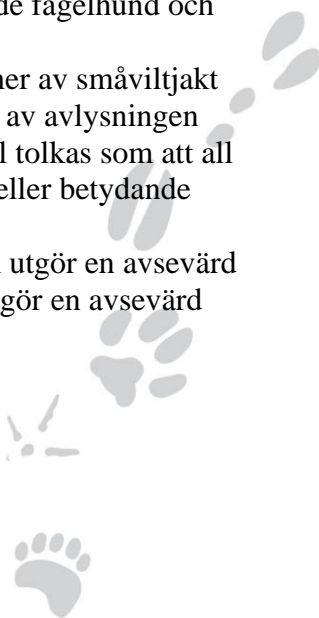 de fågelhund och
ner av småviltjakt
av avlysningen
l tolkas som att all
eller betydande
utgör en avsevärd
gör en avsevärd